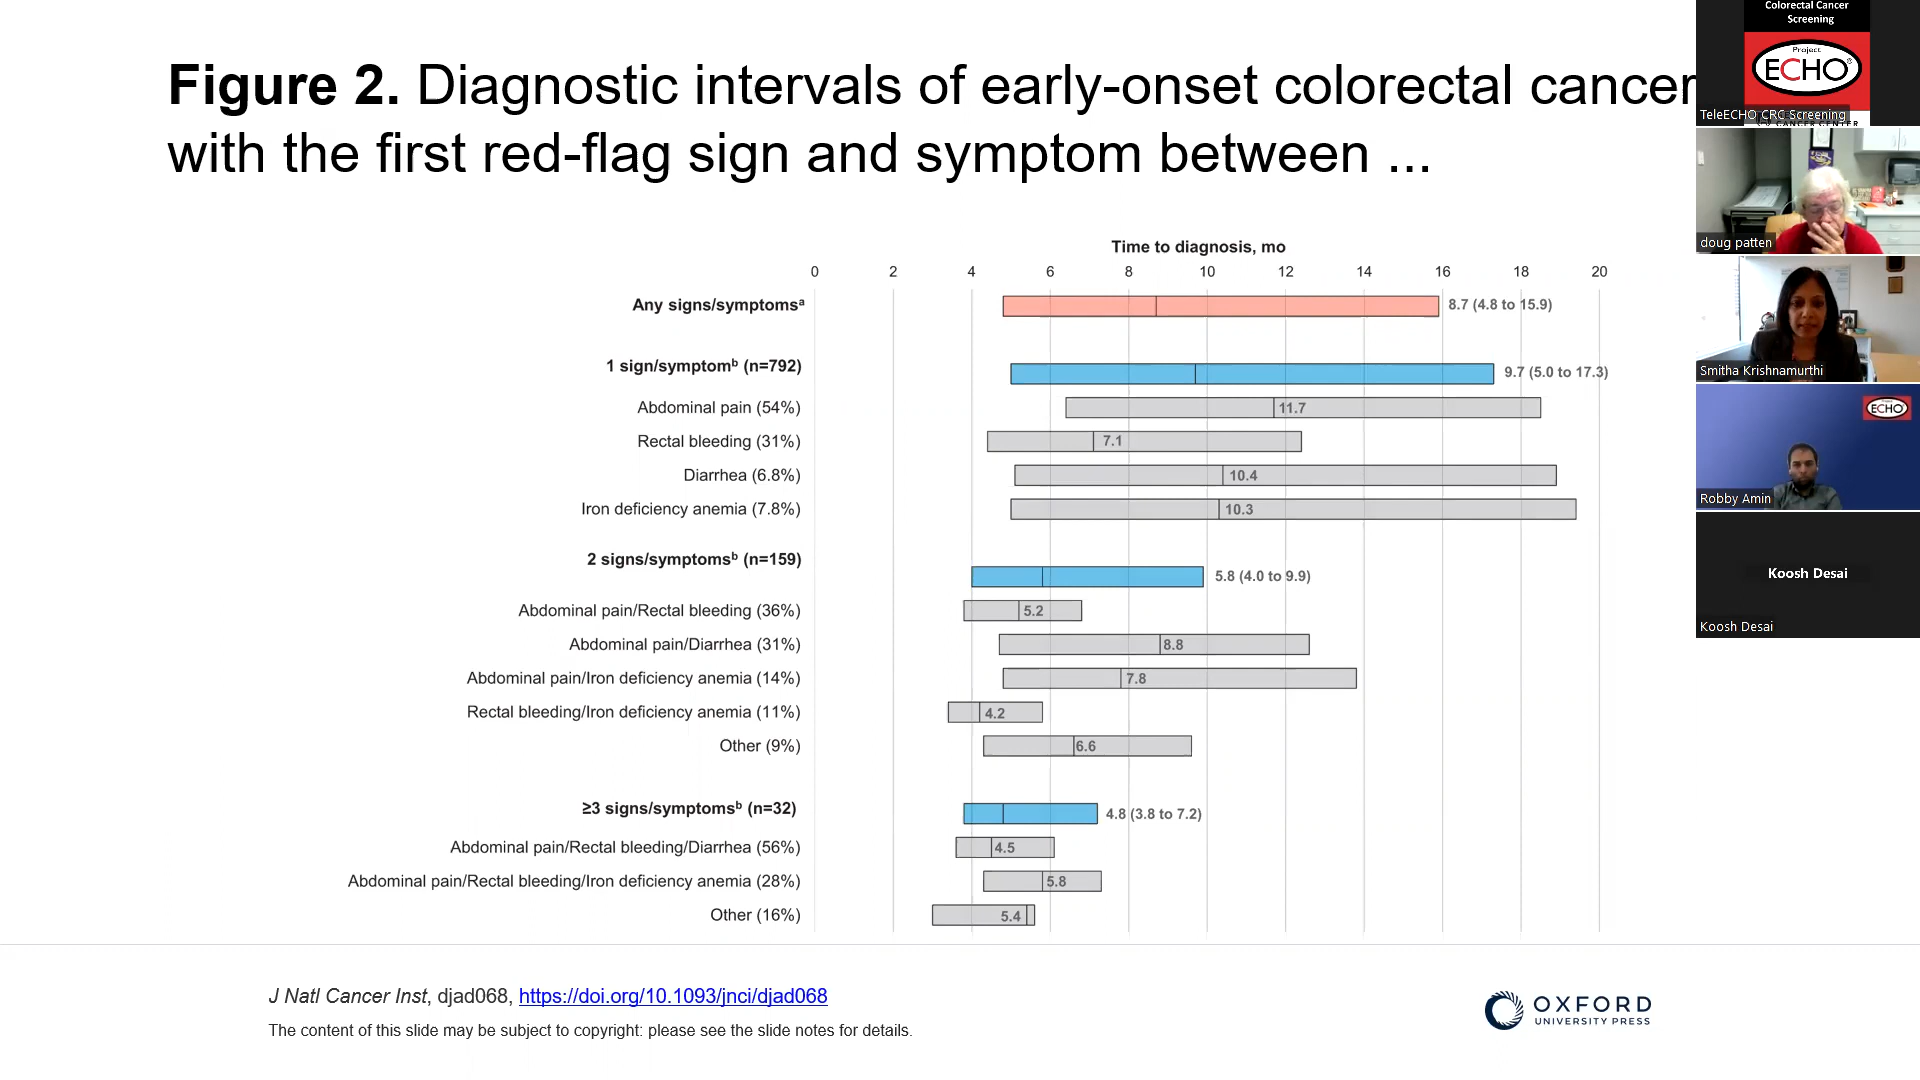 Figure 2. Diagnostic intervals of early-onset colorectal cancer
with the first red-flag sign and symptom between ...
Time to diagnosis, mo
0 2 4 6 8 10 12 14 16 18 20
Any signs/symptomsᵃ 8.7 (4.8 to 15.9)
1 sign/symptomᵇ (n=792) 9.7 (5.0 to 17.3)
Abdominal pain (54%) 11.7
Rectal bleeding (31%) 7.1
Diarrhea (6.8%) 10.4
Iron deficiency anemia (7.8%) 10.3
2 signs/symptomsᵇ (n=159) 5.8 (4.0 to 9.9)
Abdominal pain/Rectal bleeding (36%) 5.2
Abdominal pain/Diarrhea (31%) 8.8
Abdominal pain/Iron deficiency anemia (14%) 7.8
Rectal bleeding/Iron deficiency anemia (11%) 4.2
Other (9%) 6.6
≥3 signs/symptomsᵇ (n=32) 4.8 (3.8 to 7.2)
Abdominal pain/Rectal bleeding/Diarrhea (56%) 4.5
Abdominal pain/Rectal bleeding/Iron deficiency anemia (28%) 5.8
Other (16%) 5.4
J Natl Cancer Inst, djad068, https://doi.org/10.1093/jnci/djad068
The content of this slide may be subject to copyright: please see the slide notes for details.
OXFORD
UNIVERSITY PRESS
Colorectal Cancer
Screening
Project
ECHO®
TeleECHO CRC Screening
doug patten
Smitha Krishnamurthi
ECHO
Robby Amin
Koosh Desai
Koosh Desai